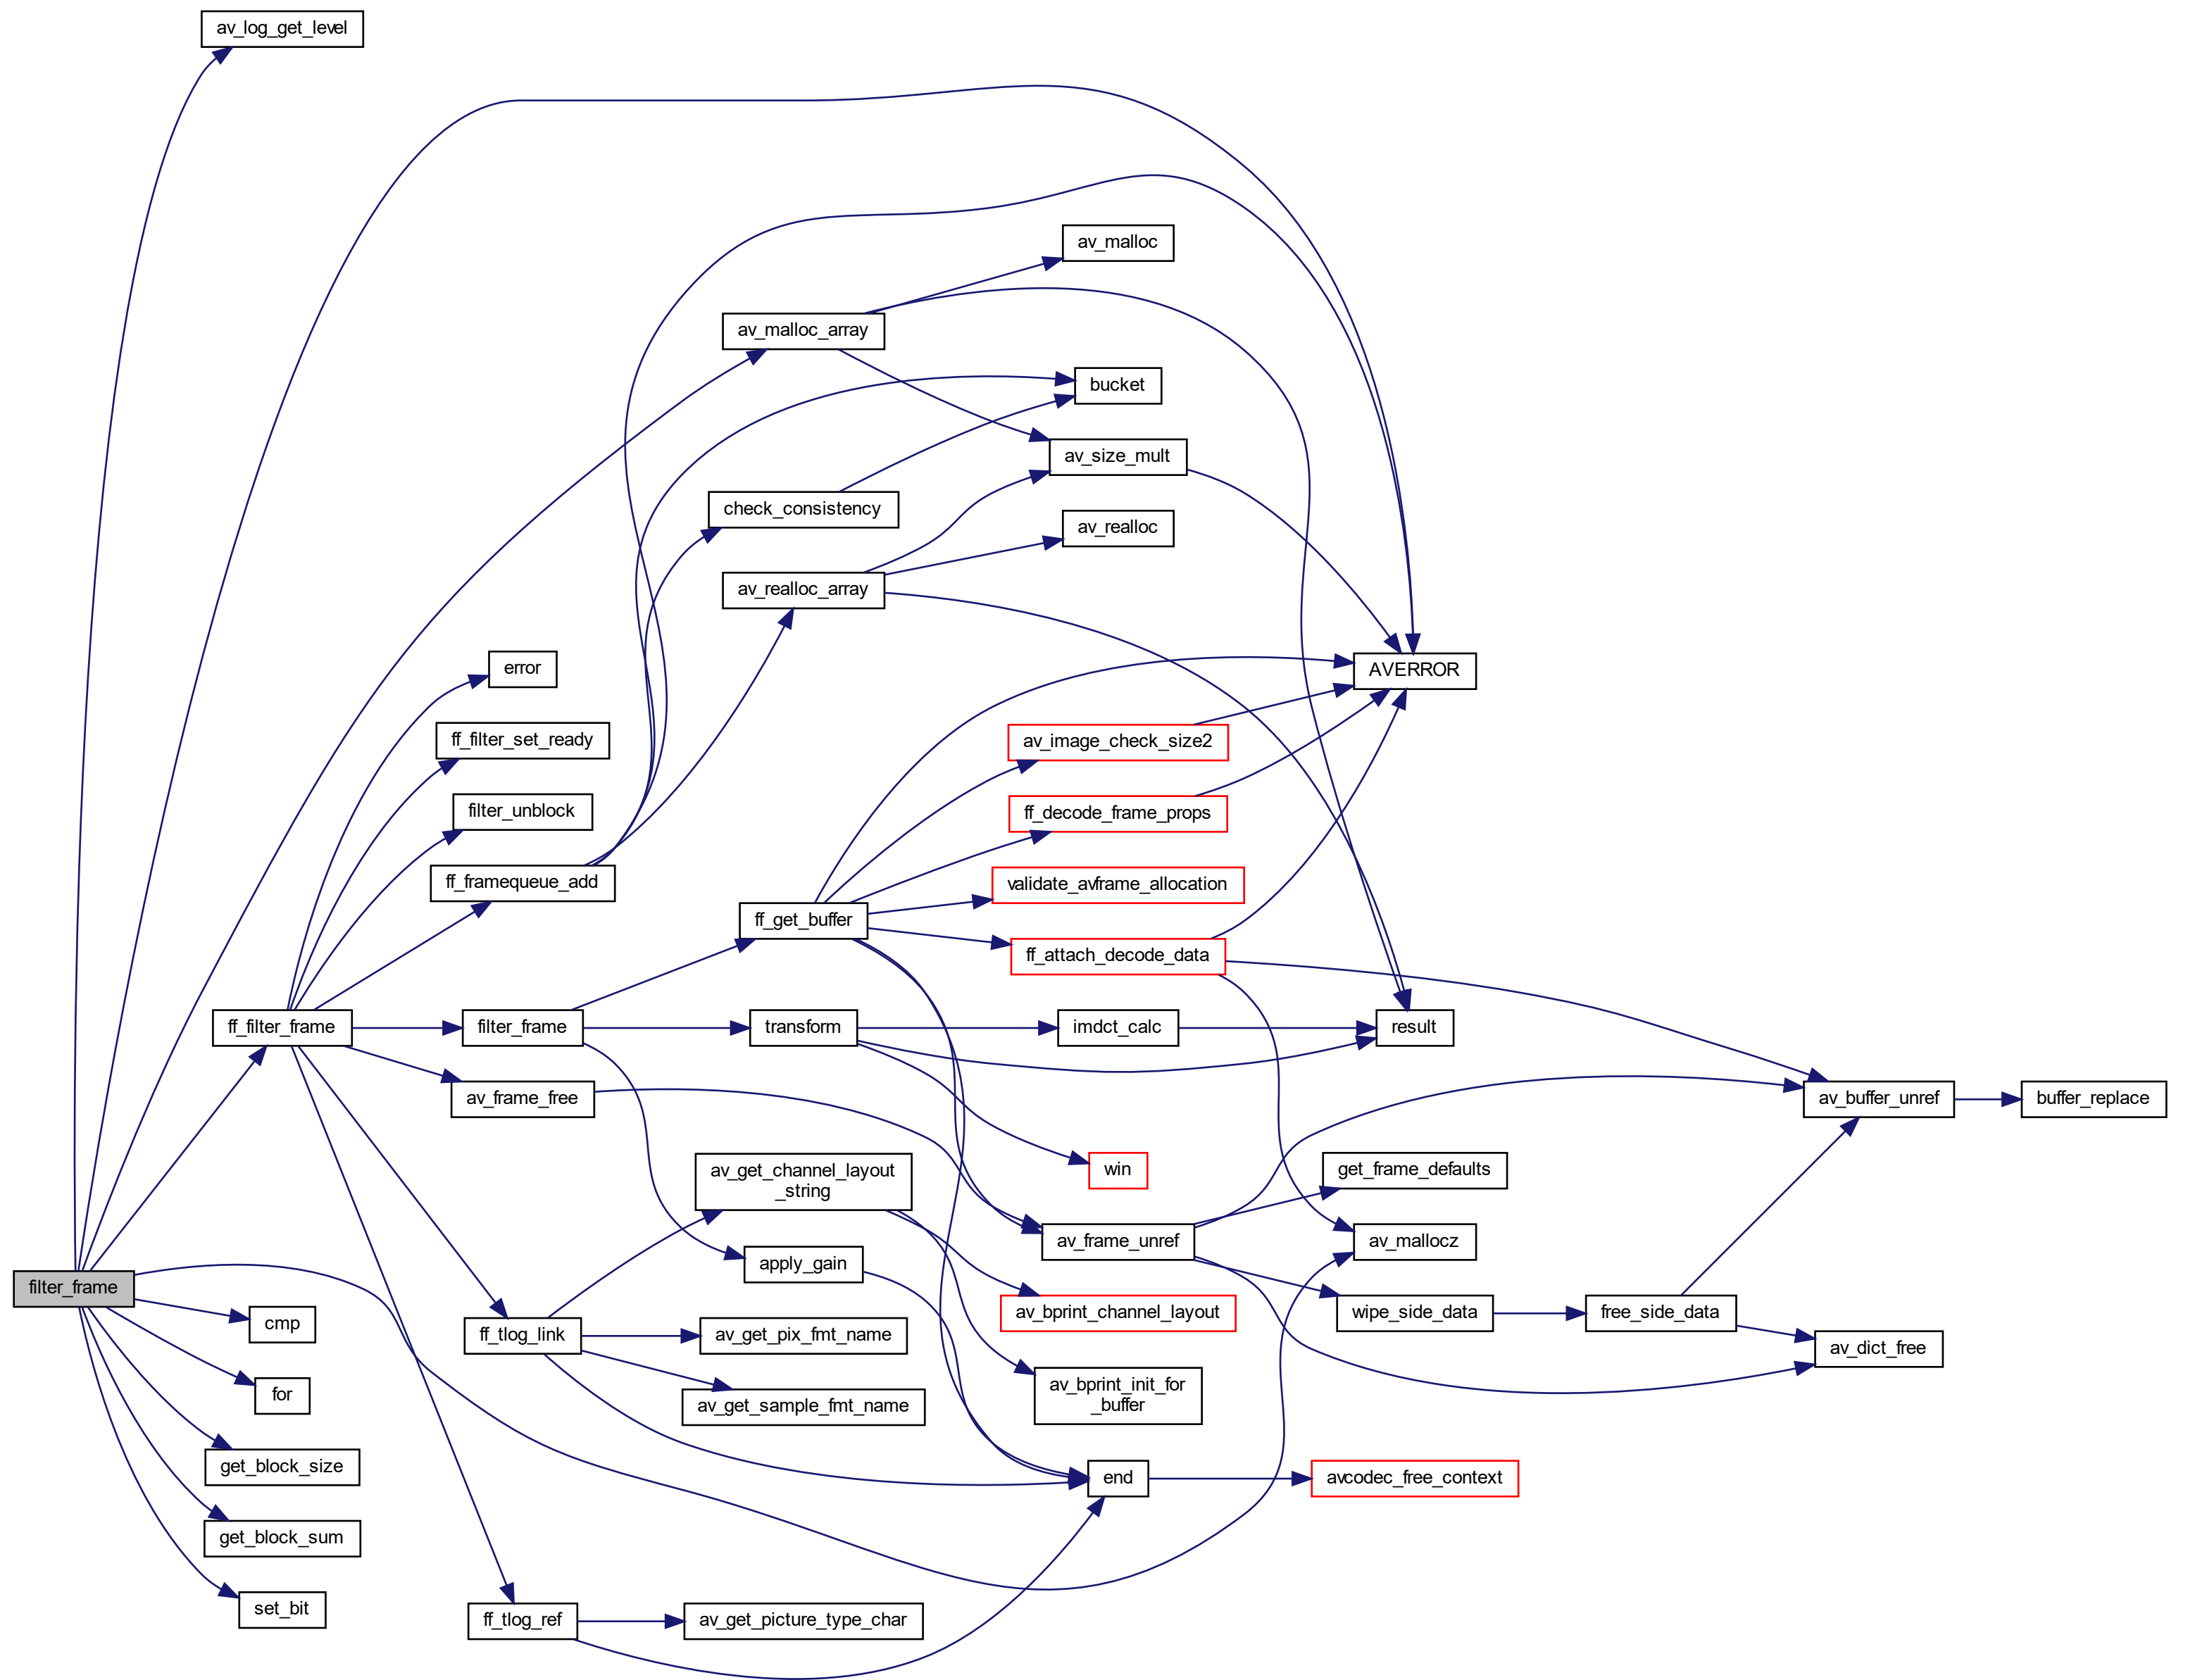 av_log_get_level
av_malloc
av_malloc_array
bucket
av_size_mult
check_consistency
av_realloc
av_realloc_array
error
AVERROR
ff_filter_set_ready
av_image_check_size2
filter_unblock
ff_decode_frame_props
ff_framequeue_add
validate_avframe_allocation
ff_get_buffer
ff_attach_decode_data
ff_filter_frame
filter_frame
transform
imdct_calc
result
av_frame_free
av_buffer_unref
buffer_replace
av_get_channel_layout
_string
win
get_frame_defaults
av_frame_unref
av_mallocz
apply_gain
filter_frame
cmp
ff_tlog_link
av_get_pix_fmt_name
av_bprint_channel_layout
wipe_side_data
free_side_data
av_dict_free
for
av_get_sample_fmt_name
av_bprint_init_for
_buffer
get_block_size
end
avcodec_free_context
get_block_sum
set_bit
ff_tlog_ref
av_get_picture_type_char